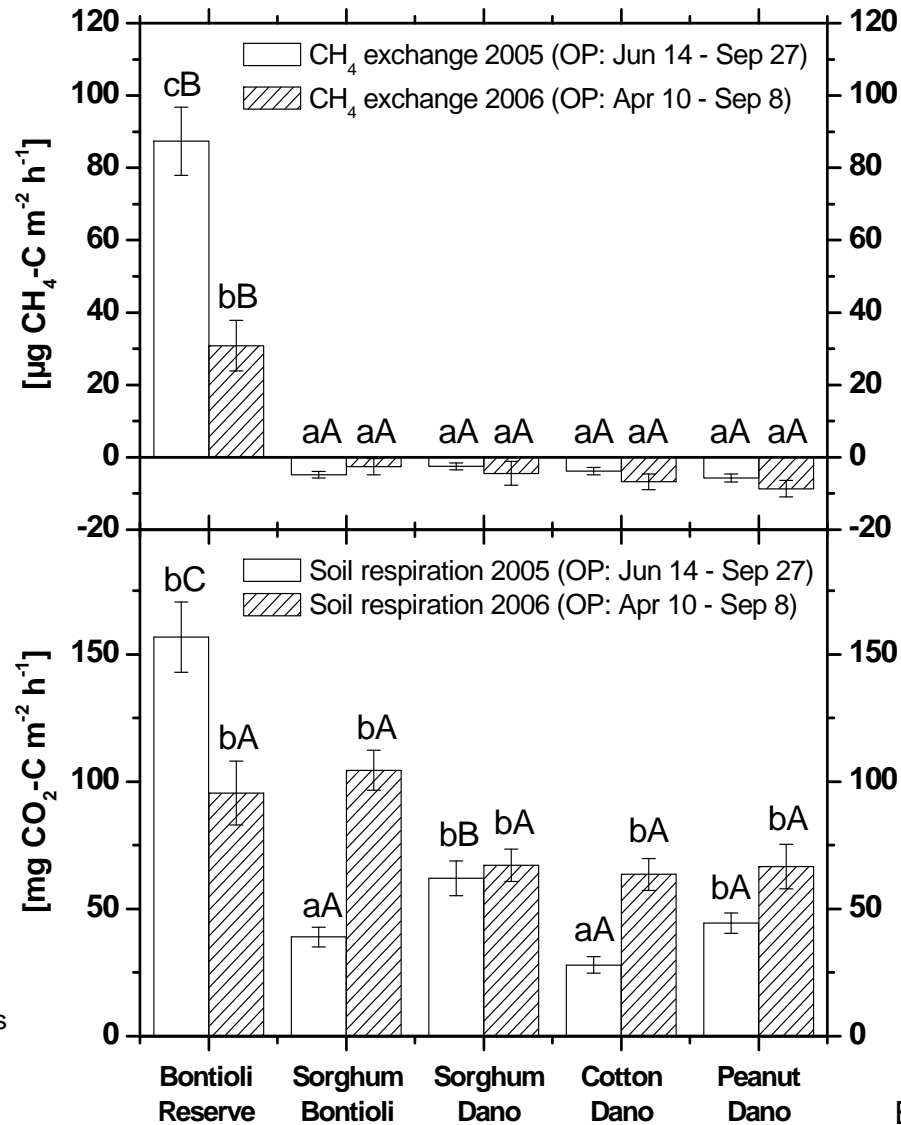 120
100
80
60
40
20
0
-20
[µg CH₄-C m⁻² h⁻¹]
CH₄ exchange 2005 (OP: Jun 14 - Sep 27)
CH₄ exchange 2006 (OP: Apr 10 - Sep 8)
cB
bB
aA aA aA aA aA aA aA aA
120
100
80
60
40
20
0
-20
150
100
50
0
[mg CO₂-C m⁻² h⁻¹]
Soil respiration 2005 (OP: Jun 14 - Sep 27)
Soil respiration 2006 (OP: Apr 10 - Sep 8)
bC
bA
aA
bA
bB
bA
aA
bA
bA
bA
150
100
50
0
s
Bontioli Sorghum Sorghum Cotton Peanut
Reserve Bontioli Dano Dano Dano